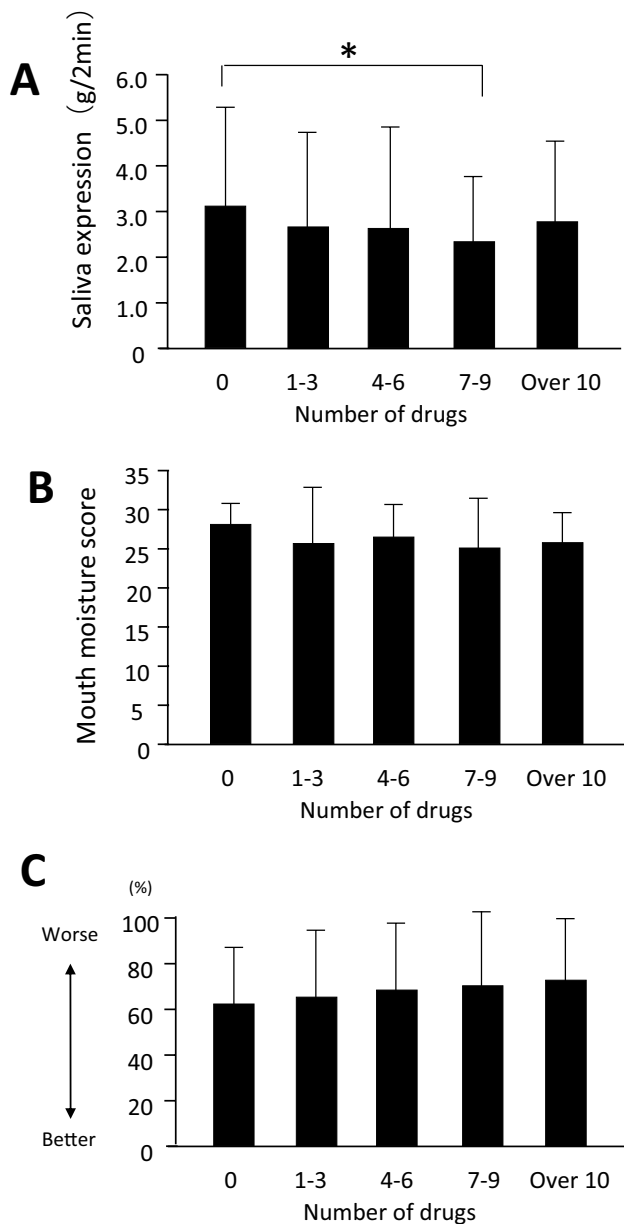 A
Saliva expression（g/2min）
*
6.0
5.0
4.0
3.0
2.0
1.0
0
0 1-3 4-6 7-9 Over 10
Number of drugs
B
Mouth moisture score
35
30
25
20
15
10
5
0
0 1-3 4-6 7-9 Over 10
Number of drugs
C
(%)
Worse
Better
100
80
60
40
20
0
0 1-3 4-6 7-9 Over 10
Number of drugs